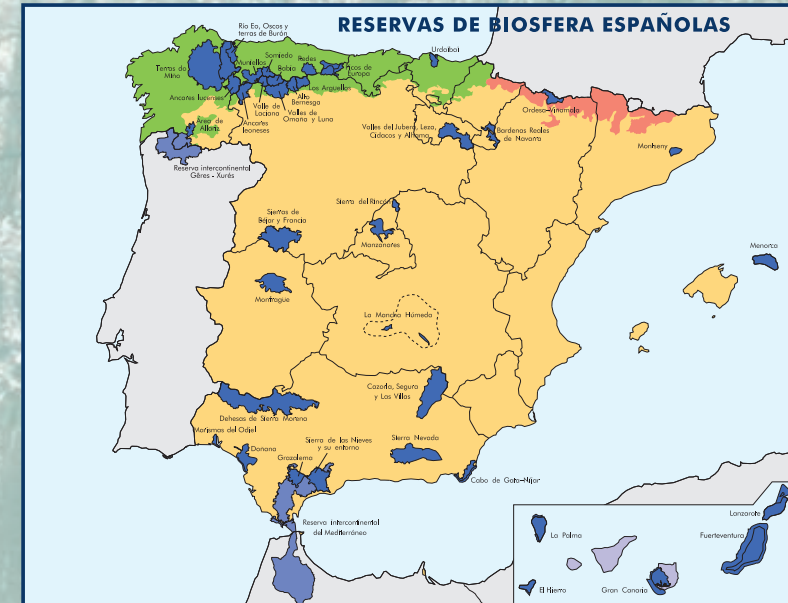 RESERVAS DE BIOSFERA ESPAÑOLAS
Río Eo, Oscos y
terras de Burón
Terras do
Miño
Muniellos
Somiedo
Babia
Redes
Picos de
Europa
Urdaibai
Los Argüellos
Alto
Bernesga
Valles de
Omaña y Luna
Valle de
Laciana
Ancares
leoneses
Ancares lucenses
Área de
Allariz
Reserva intercontinental
Gêres - Xurés
Valles del Jubera, Leza,
Cidacos y Alhama
Bardenas Reales
de Navarra
Ordesa-Viñamala
Montseny
Menorca
Sierra del Rincón
Manzanares
Sierras de
Béjar y Francia
Monfragüe
La Mancha Húmeda
Cazorla, Segura
y Las Villas
Dehesas de Sierra Morena
Marismas del Odiel
Doñana
Grazalema
Sierra de las Nieves
y su entorno
Sierra Nevada
Cabo de Gata-Níjar
Reserva intercontinental
del Mediterráneo
La Palma
El Hierro
Gran Canaria
Fuerteventura
Lanzarote